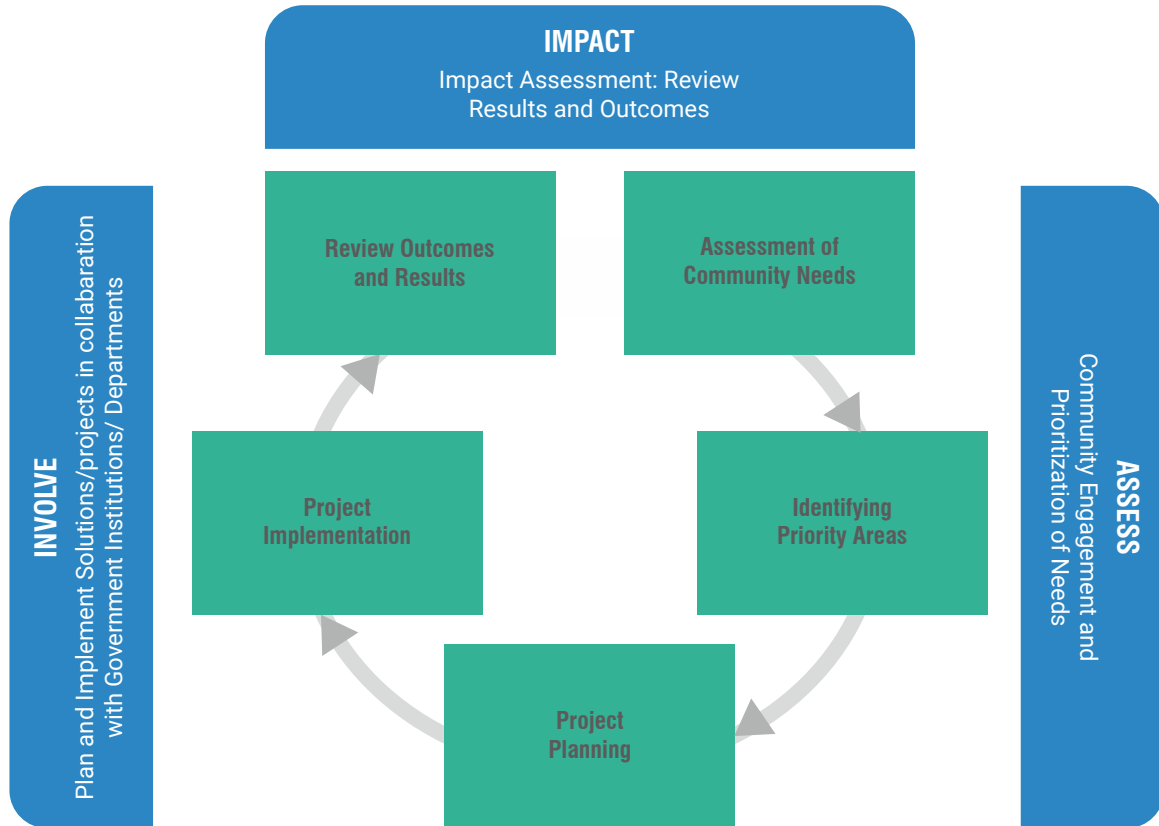 IMPACT
Impact Assessment: Review
Results and Outcomes
Review Outcomes
and Results
Assessment of
Community Needs
INVOLVE
Plan and Implement Solutions/projects in collabaration
with Government Institutions/ Departments
Project
Implementation
Identifying
Priority Areas
ASSESS
Community Engagement and
Prioritization of Needs
Project
Planning